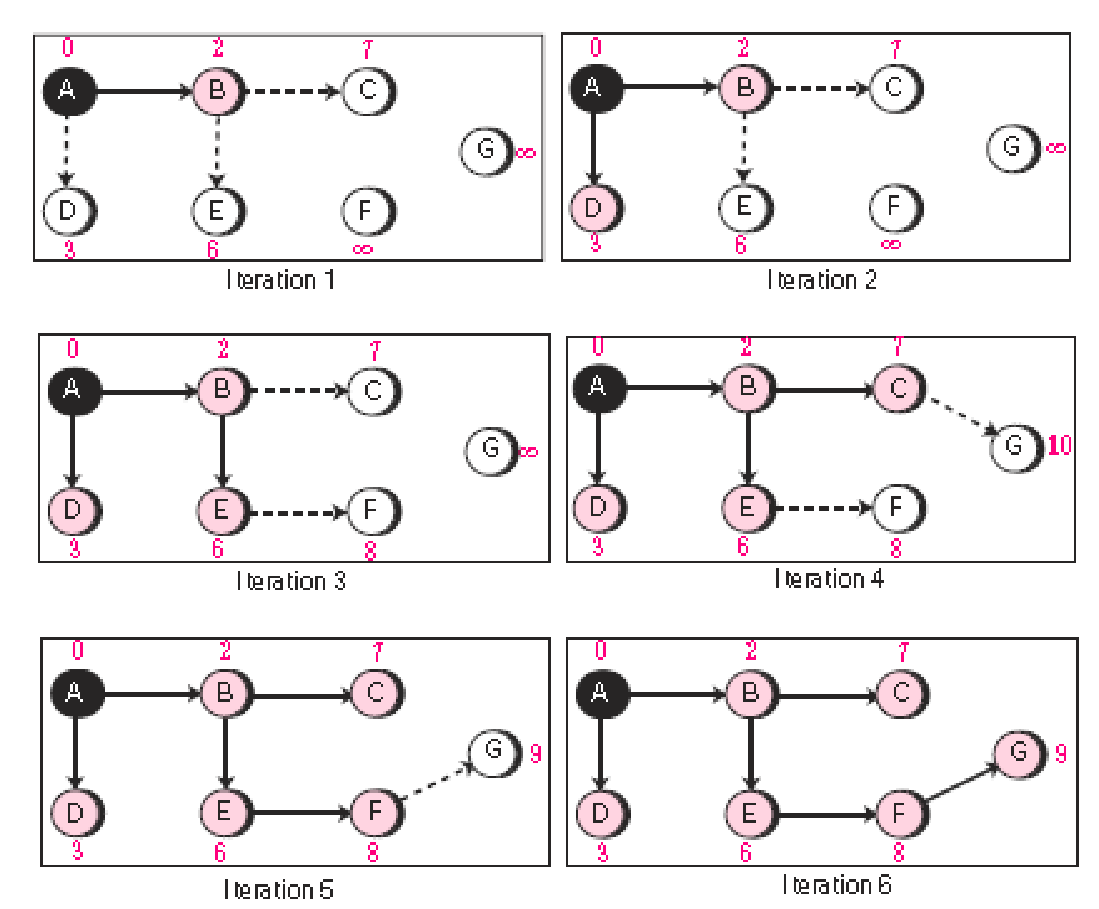 0 2 7
A B C
G ∞
D E F
3 6 ∞
Iteration 1
0 2 7
A B C
G ∞
D E F
3 6 ∞
Iteration 2
0 2 7
A B C
G ∞
D E F
3 6 8
Iteration 3
0 2 7
A B C
G 10
D E F
3 6 8
Iteration 4
0 2 7
A B C
G 9
D E F
3 6 8
Iteration 5
0 2 7
A B C
G 9
D E F
3 6 8
Iteration 6